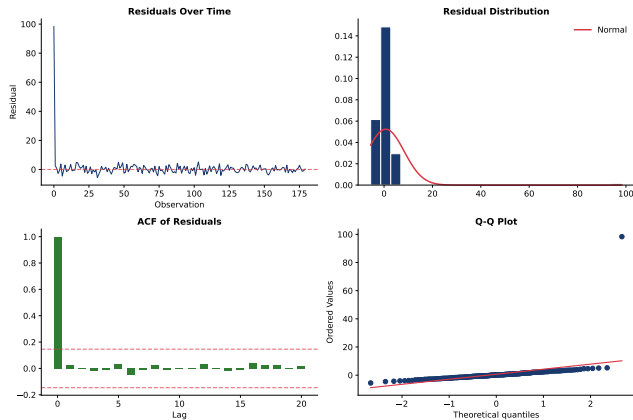 Residuals Over Time
100
80
60
40
20
0
Residual
0 25 50 75 100 125 150 175
Observation
Residual Distribution
Normal
0.14
0.12
0.10
0.08
0.06
0.04
0.02
0.00
0 20 40 60 80 100
ACF of Residuals
1.0
0.8
0.6
0.4
0.2
0.0
−0.2
0 5 10 15 20
Lag
Q-Q Plot
Ordered Values
100
80
60
40
20
0
−2 −1 0 1 2
Theoretical quantiles